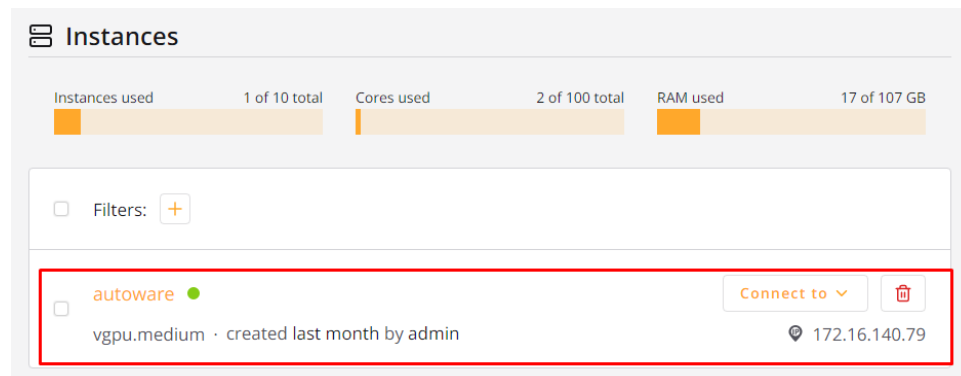 Instances
Instances used 1 of 10 total Cores used 2 of 100 total RAM used 17 of 107 GB
Filters: +
autoware Connect to
vgpu.medium · created last month by admin IP 172.16.140.79